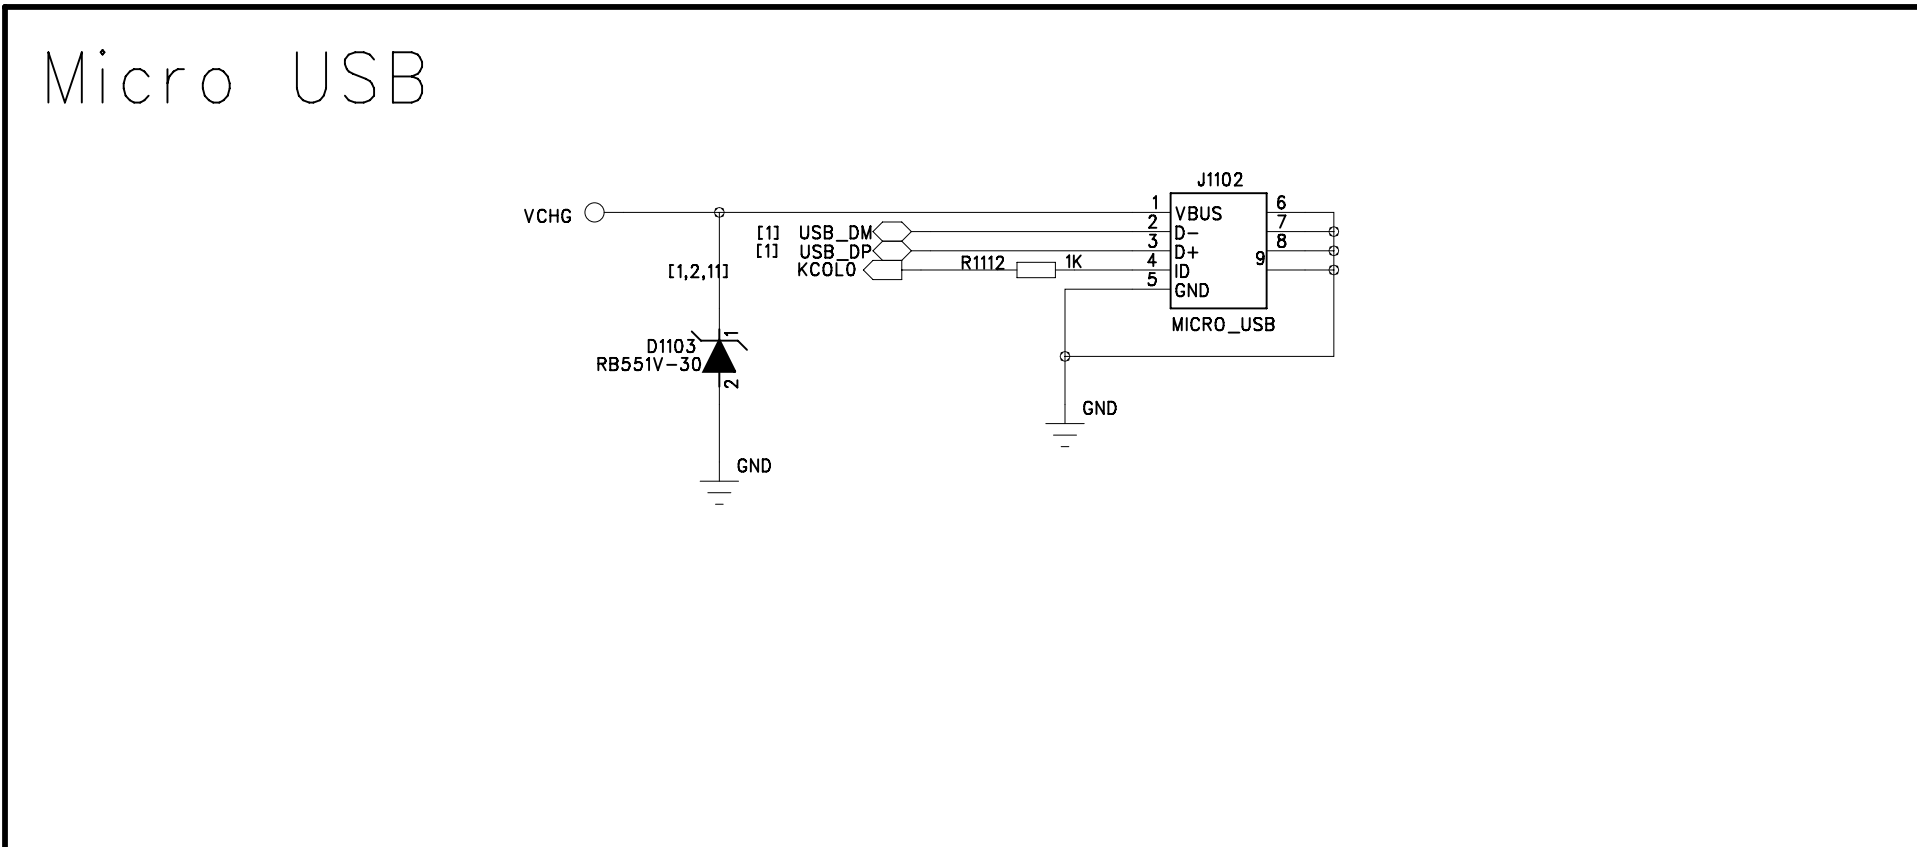 Micro USB
J1102
VCHG
1 VBUS 6
2 D- 7
3 D+ 8
4 ID 9
5 GND
[1] USB_DM
[1] USB_DP
KCOL0
R1112 1K
[1,2,11]
MICRO_USB
1
D1103
RB551V-30
2
GND
GND